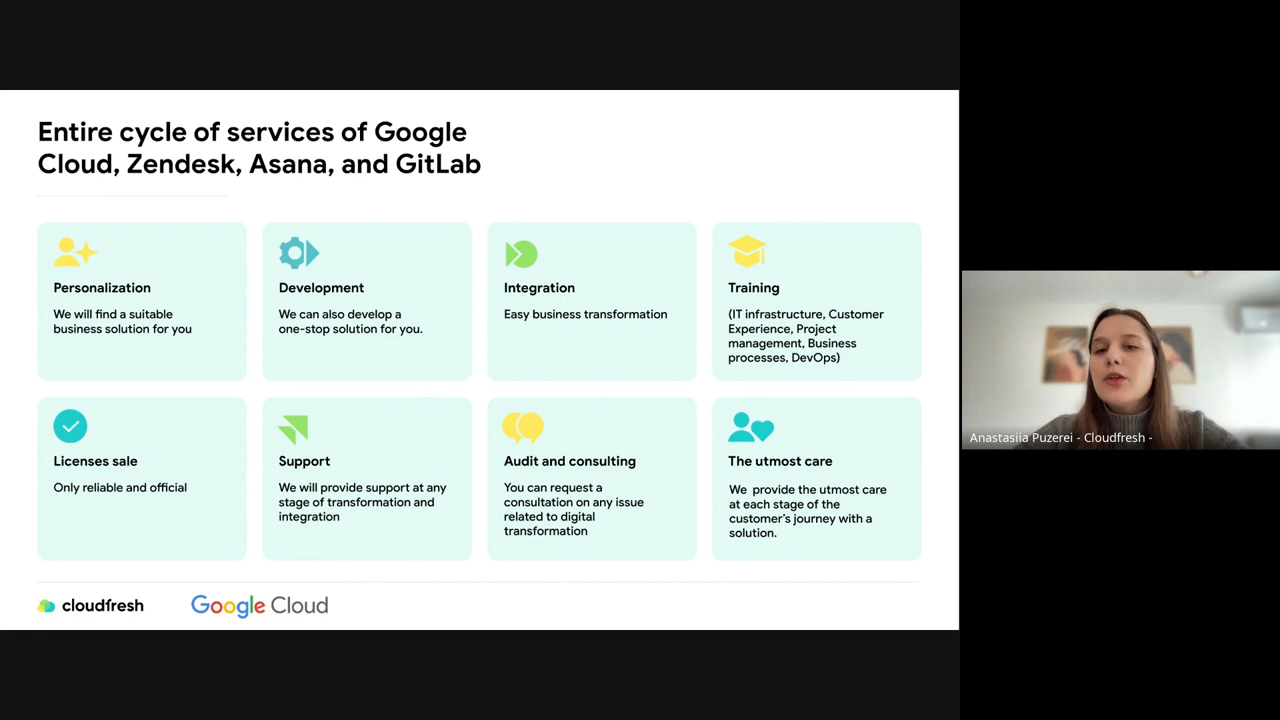 Entire cycle of services of Google
Cloud, Zendesk, Asana, and GitLab
Personalization
We will find a suitable
business solution for you
Development
We can also develop a
one-stop solution for you.
Integration
Easy business transformation
Training
(IT infrastructure, Customer
Experience, Project
management, Business
processes, DevOps)
Licenses sale
Only reliable and official
Support
We will provide support at any
stage of transformation and
integration
Audit and consulting
You can request a
consultation on any issue
related to digital
transformation
The utmost care
We provide the utmost care
at each stage of the
customer’s journey with a
solution.
cloudfresh
Google Cloud
Anastasiia Puzerei - Cloudfresh -